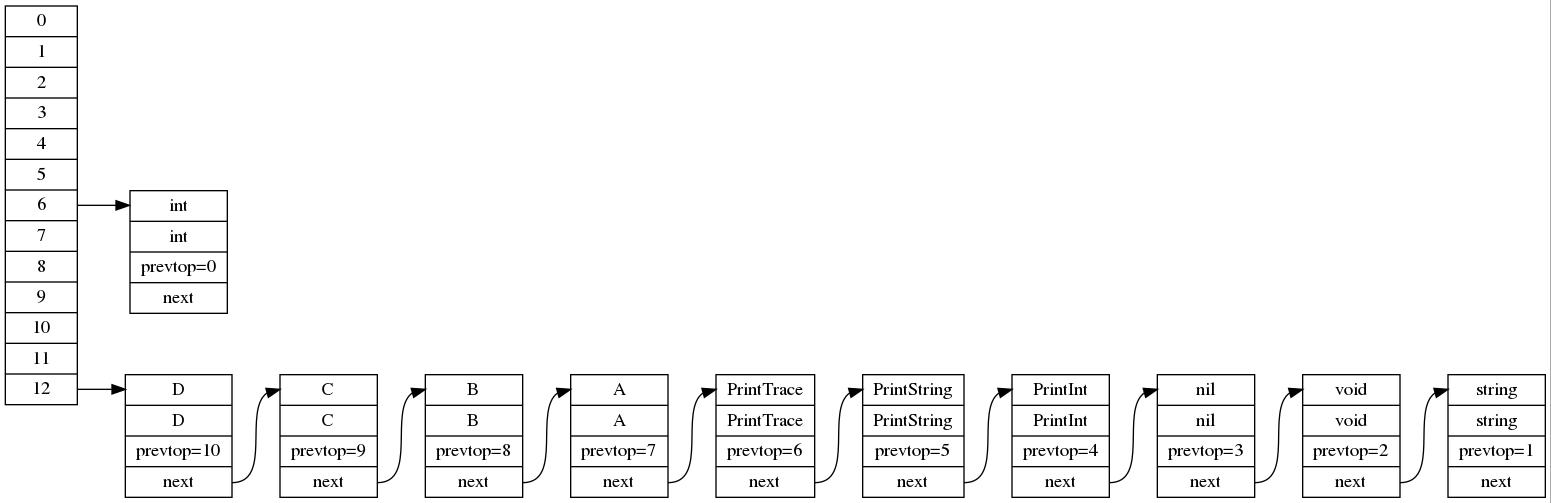 0
1
2
3
4
5
6
7
8
9
10
11
12
int
int
prevtop=0
next
D
D
prevtop=10
next
C
C
prevtop=9
next
B
B
prevtop=8
next
A
A
prevtop=7
next
PrintTrace
PrintTrace
prevtop=6
next
PrintString
PrintString
prevtop=5
next
PrintInt
PrintInt
prevtop=4
next
nil
nil
prevtop=3
next
void
void
prevtop=2
next
string
string
prevtop=1
next